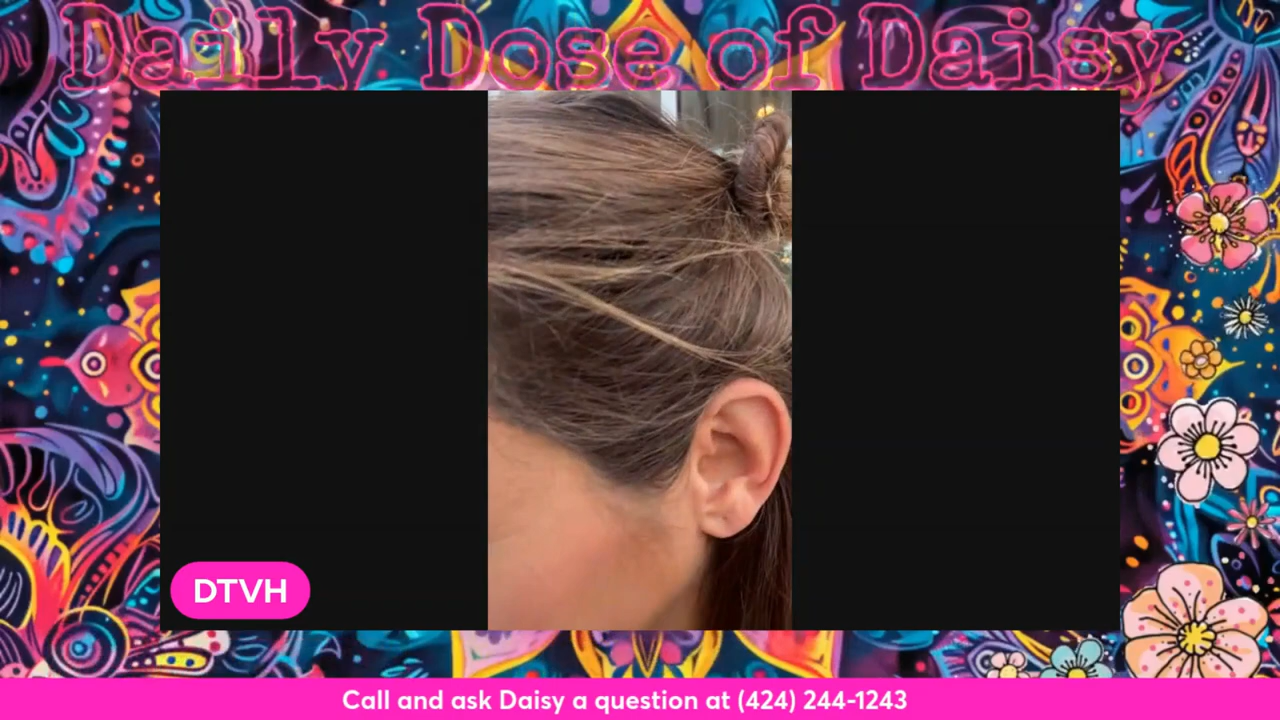 Daily Dose of Daisy
DTVH
Call and ask Daisy a question at (424) 244-1243